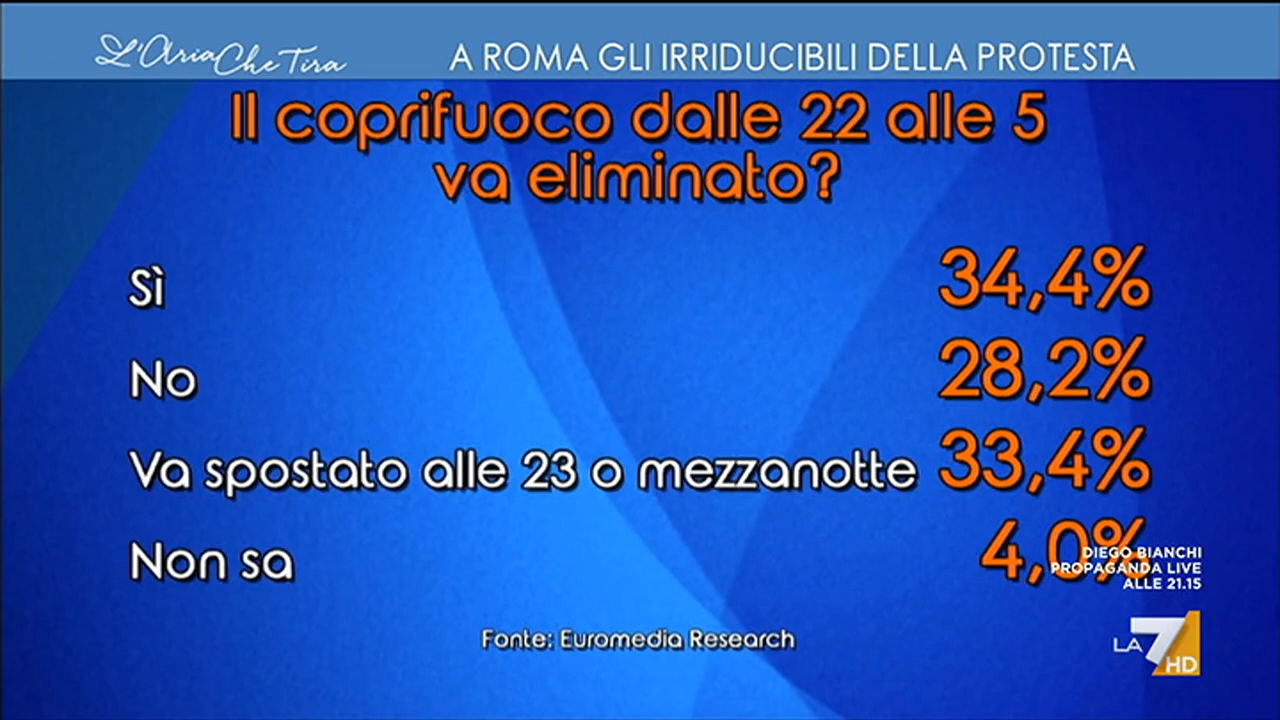 L'Aria Che Tira
A ROMA GLI IRRIDUCIBILI DELLA PROTESTA
Il coprifuoco dalle 22 alle 5
va eliminato?
Sì 34,4%
No 28,2%
Va spostato alle 23 o mezzanotte 33,4%
Non sa 4,0%
DIEGO BIANCHI
PROPAGANDA LIVE
ALLE 21.15
Fonte: Euromedia Research
LA 7 HD